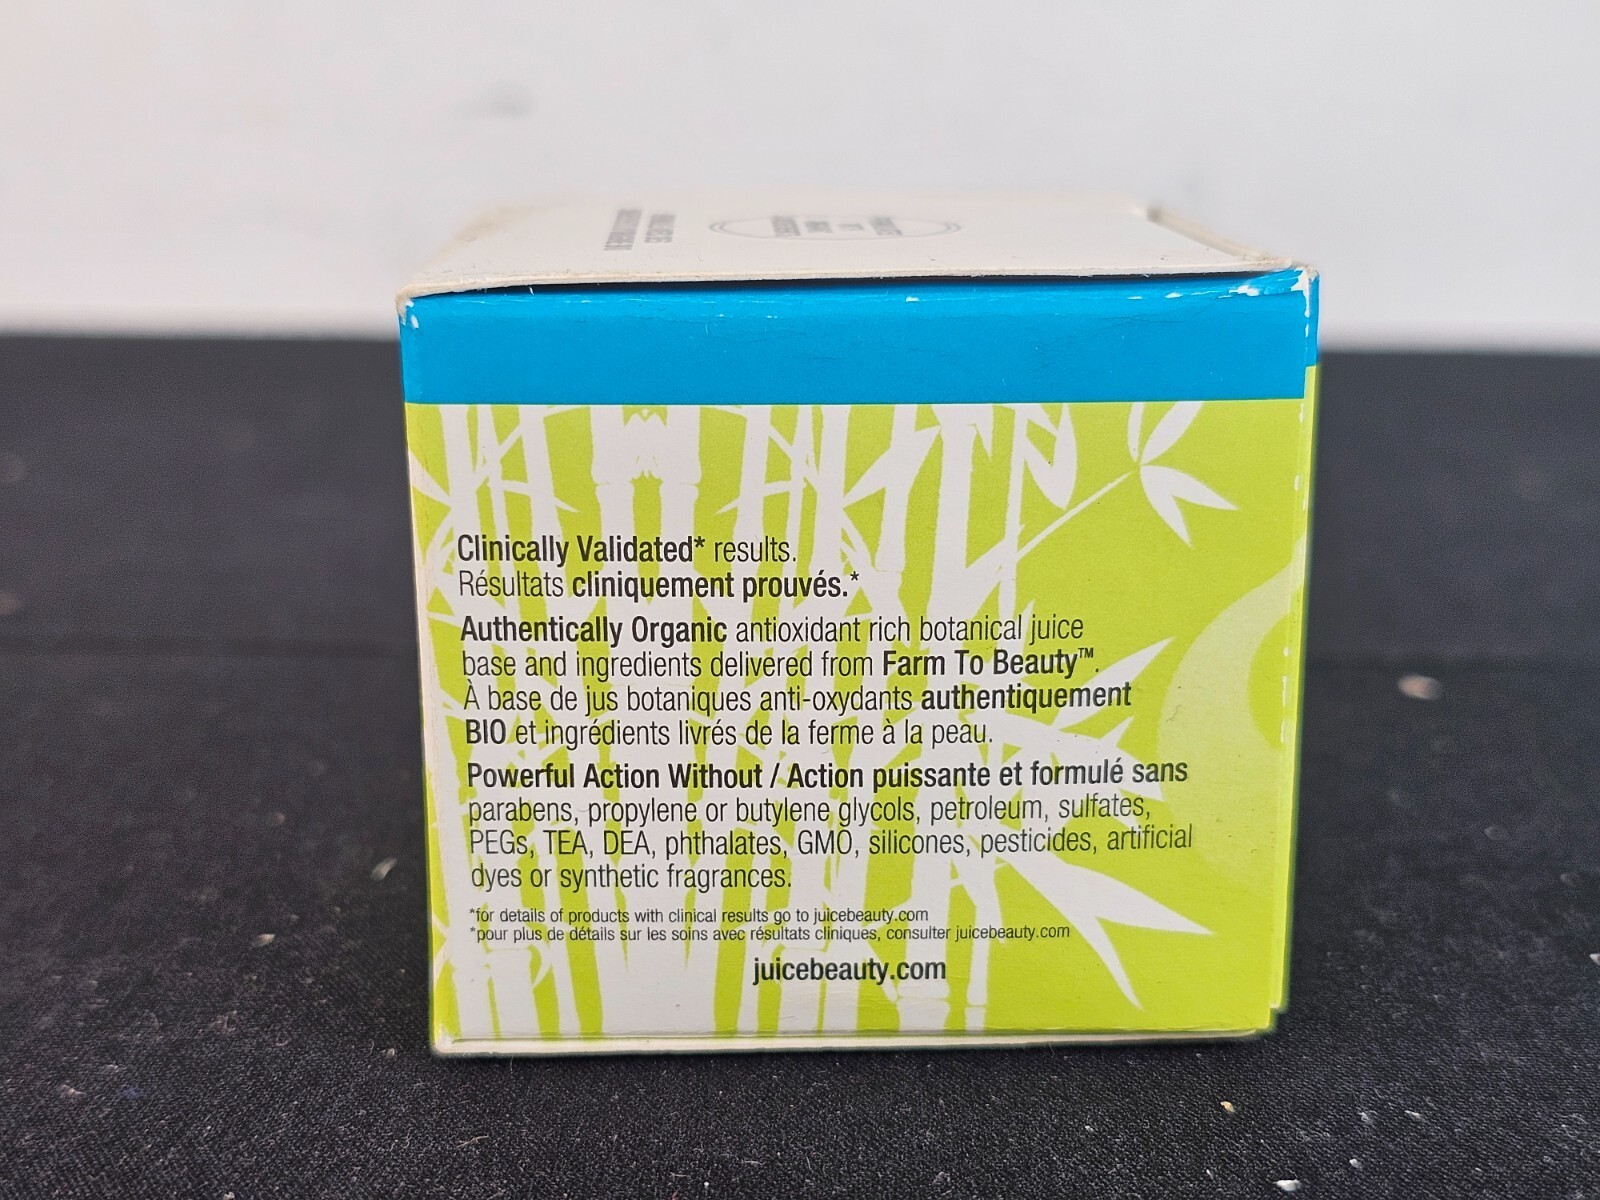 Clinically Validated* results.
Résultats cliniquement prouvés.*
Authentically Organic antioxidant rich botanical juice
base and ingredients delivered from Farm To Beauty™.
À base de jus botaniques anti-oxydants authentiquement
BIO et ingrédients livrés de la ferme à la peau.
Powerful Action Without / Action puissante et formulé sans
parabens, propylene or butylene glycols, petroleum, sulfates,
PEGs, TEA, DEA, phthalates, GMO, silicones, pesticides, artificial
dyes or synthetic fragrances.
*for details of products with clinical results go to juicebeauty.com
*pour plus de détails sur les soins avec résultats cliniques, consulter juicebeauty.com
juicebeauty.com